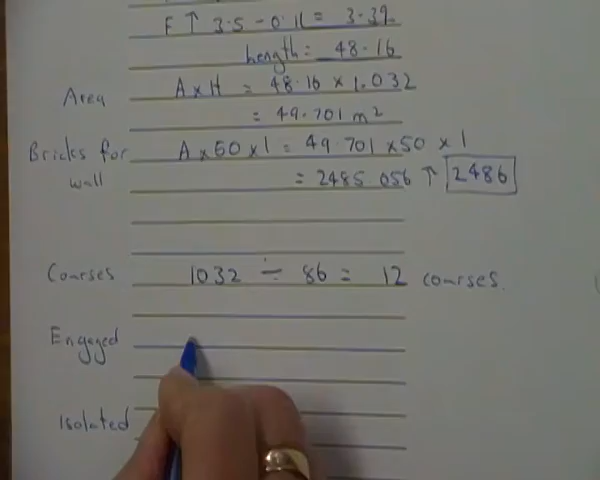 F ↑ 3.5 - 0.11 = 3.39
Length = 48.16
Area A x H = 48.16 x 1.032
= 49.701 m²
Bricks for wall A x 50 x 1 = 49.701 x 50 x 1
= 2485 056 ↑ 2486
Courses 1032 ÷ 86 = 12 courses.
Engaged
Isolated